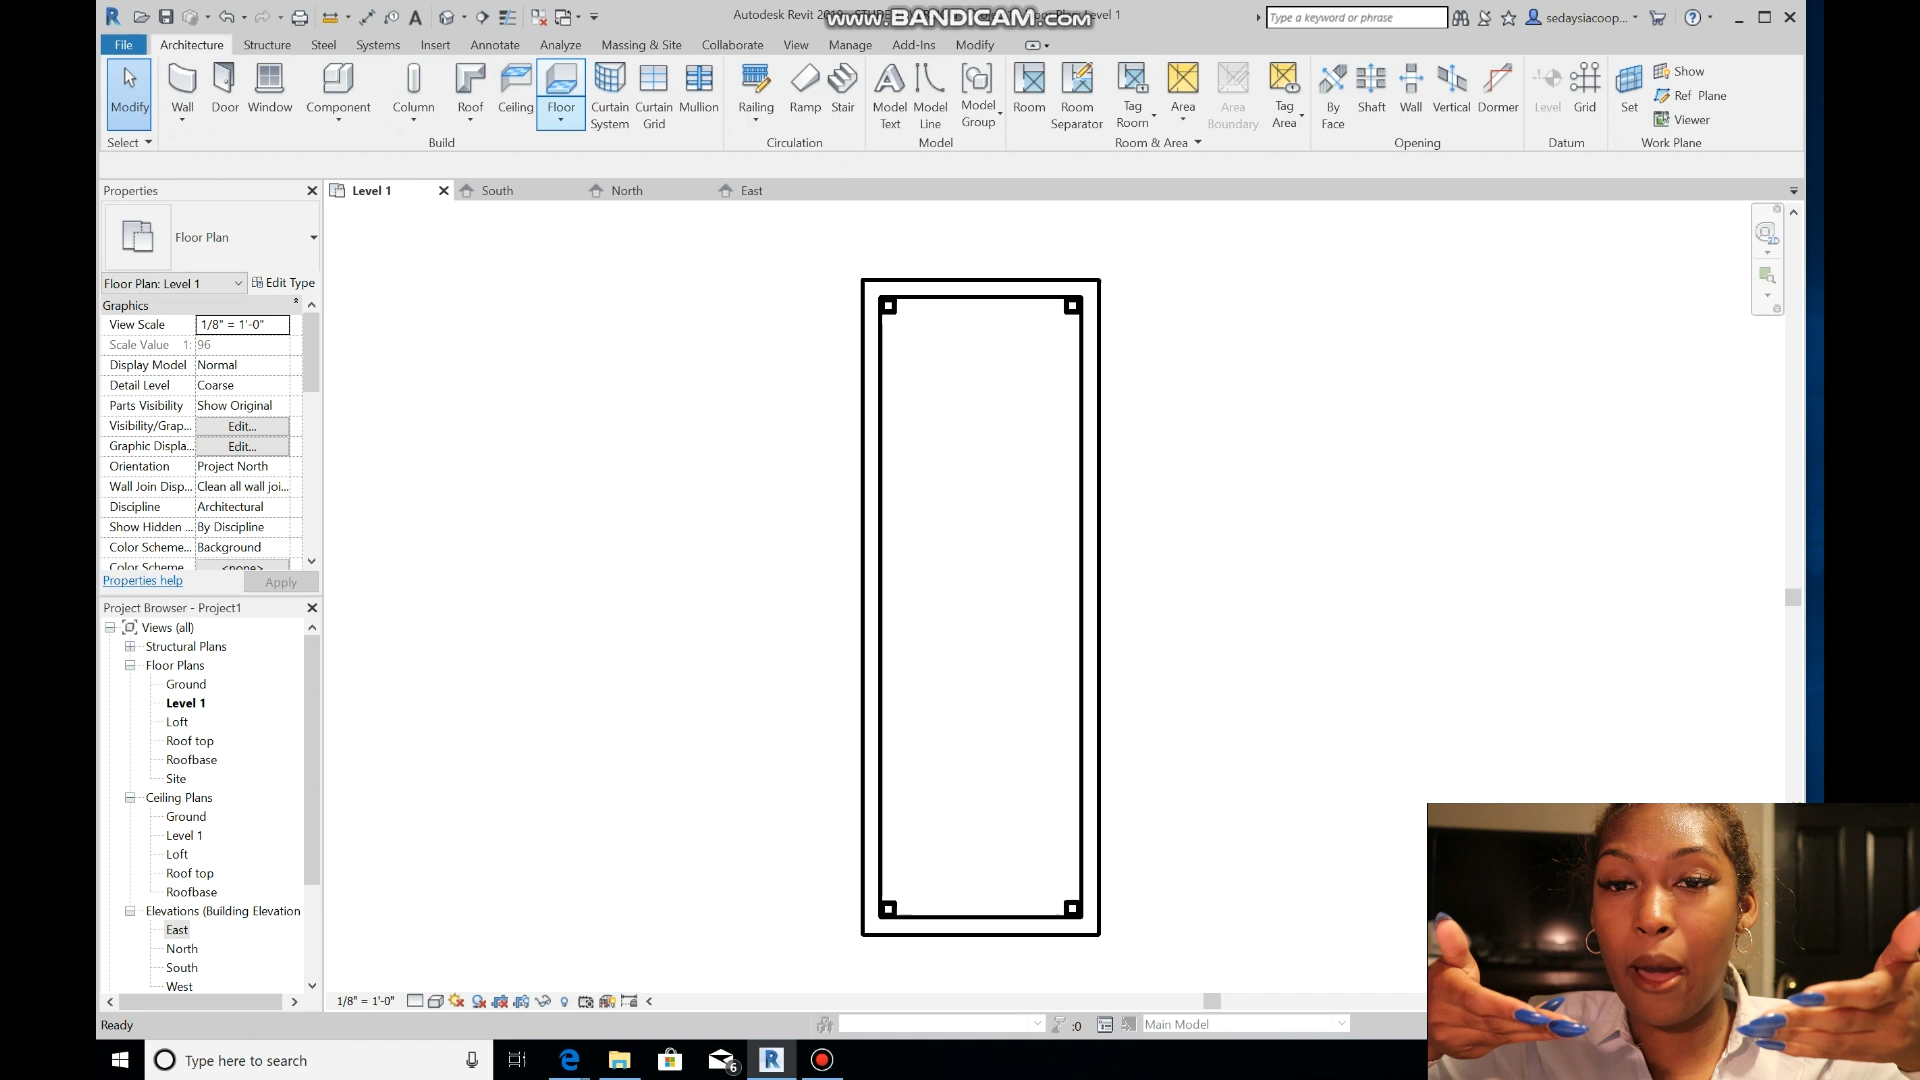 Autodesk Revit 20
Level 1
www.BANDICAM.com
Type a keyword or phrase
sedaysiacoop...
File
Architecture
Structure
Steel
Systems
Insert
Annotate
Analyze
Massing & Site
Collaborate
View
Manage
Add-Ins
Modify
Modify
Wall
Door
Window
Component
Column
Roof
Ceiling
Floor
Curtain System
Curtain Grid
Mullion
Railing
Ramp
Stair
Model Text
Model Line
Model Group
Room
Room Separator
Tag Room
Area
Area Boundary
Tag Area
By Face
Shaft
Wall
Vertical
Dormer
Level
Grid
Set
Show
Ref Plane
Viewer
Select
Build
Circulation
Model
Room & Area
Opening
Datum
Work Plane
Properties
Level 1
South
North
East
Floor Plan
Floor Plan: Level 1
Edit Type
Graphics
View Scale 1/8" = 1'-0"
Scale Value 1: 96
Display Model Normal
Detail Level Coarse
Parts Visibility Show Original
Visibility/Grap... Edit...
Graphic Displa... Edit...
Orientation Project North
Wall Join Disp... Clean all wall joi...
Discipline Architectural
Show Hidden ... By Discipline
Color Scheme... Background
Color Scheme <none>
Properties help
Apply
Project Browser - Project1
Views (all)
Structural Plans
Floor Plans
Ground
Level 1
Loft
Roof top
Roofbase
Site
Ceiling Plans
Ground
Level 1
Loft
Roof top
Roofbase
Elevations (Building Elevation
East
North
South
West
1/8" = 1'-0"
Ready
:0
Main Model
Type here to search
6